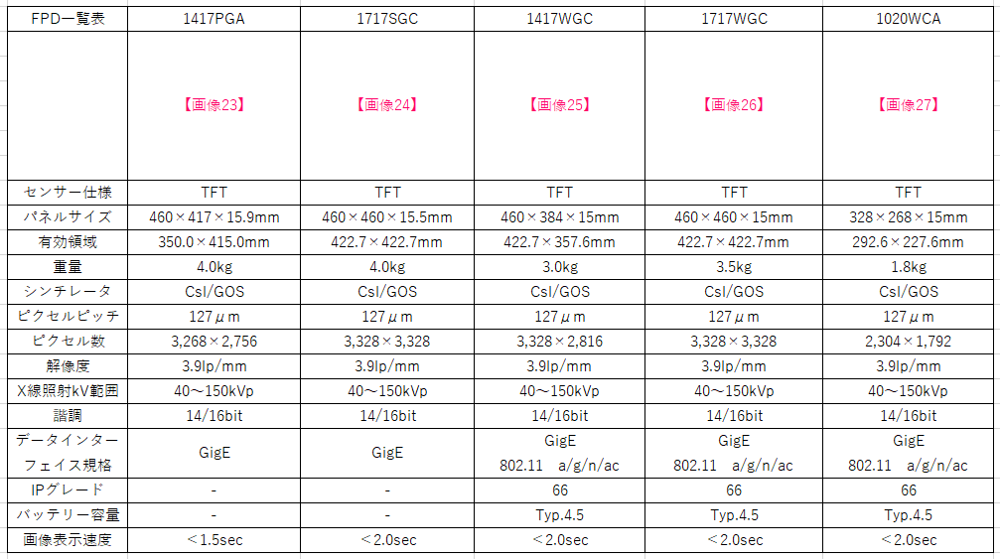 FPD一覧表 1417PGA 1717SGC 1417WGC 1717WGC 1020WCA
【画像23】 【画像24】 【画像25】 【画像26】 【画像27】
センサー仕様 TFT TFT TFT TFT TFT
パネルサイズ 460×417×15.9mm 460×460×15.5mm 460×384×15mm 460×460×15mm 328×268×15mm
有効領域 350.0×415.0mm 422.7×422.7mm 422.7×357.6mm 422.7×422.7mm 292.6×227.6mm
重量 4.0kg 4.0kg 3.0kg 3.5kg 1.8kg
シンチレータ CsI/GOS CsI/GOS CsI/GOS CsI/GOS CsI/GOS
ピクセルピッチ 127μm 127μm 127μm 127μm 127μm
ピクセル数 3,268×2,756 3,328×3,328 3,328×2,816 3,328×3,328 2,304×1,792
解像度 3.9lp/mm 3.9lp/mm 3.9lp/mm 3.9lp/mm 3.9lp/mm
X線照射kV範囲 40～150kVp 40～150kVp 40～150kVp 40～150kVp 40～150kVp
諧調 14/16bit 14/16bit 14/16bit 14/16bit 14/16bit
データインター
フェイス規格 GigE GigE GigE GigE GigE
802.11　a/g/n/ac 802.11　a/g/n/ac 802.11　a/g/n/ac
IPグレード - - 66 66 66
バッテリー容量 - - Typ.4.5 Typ.4.5 Typ.4.5
画像表示速度 ＜1.5sec ＜2.0sec ＜2.0sec ＜2.0sec ＜2.0sec